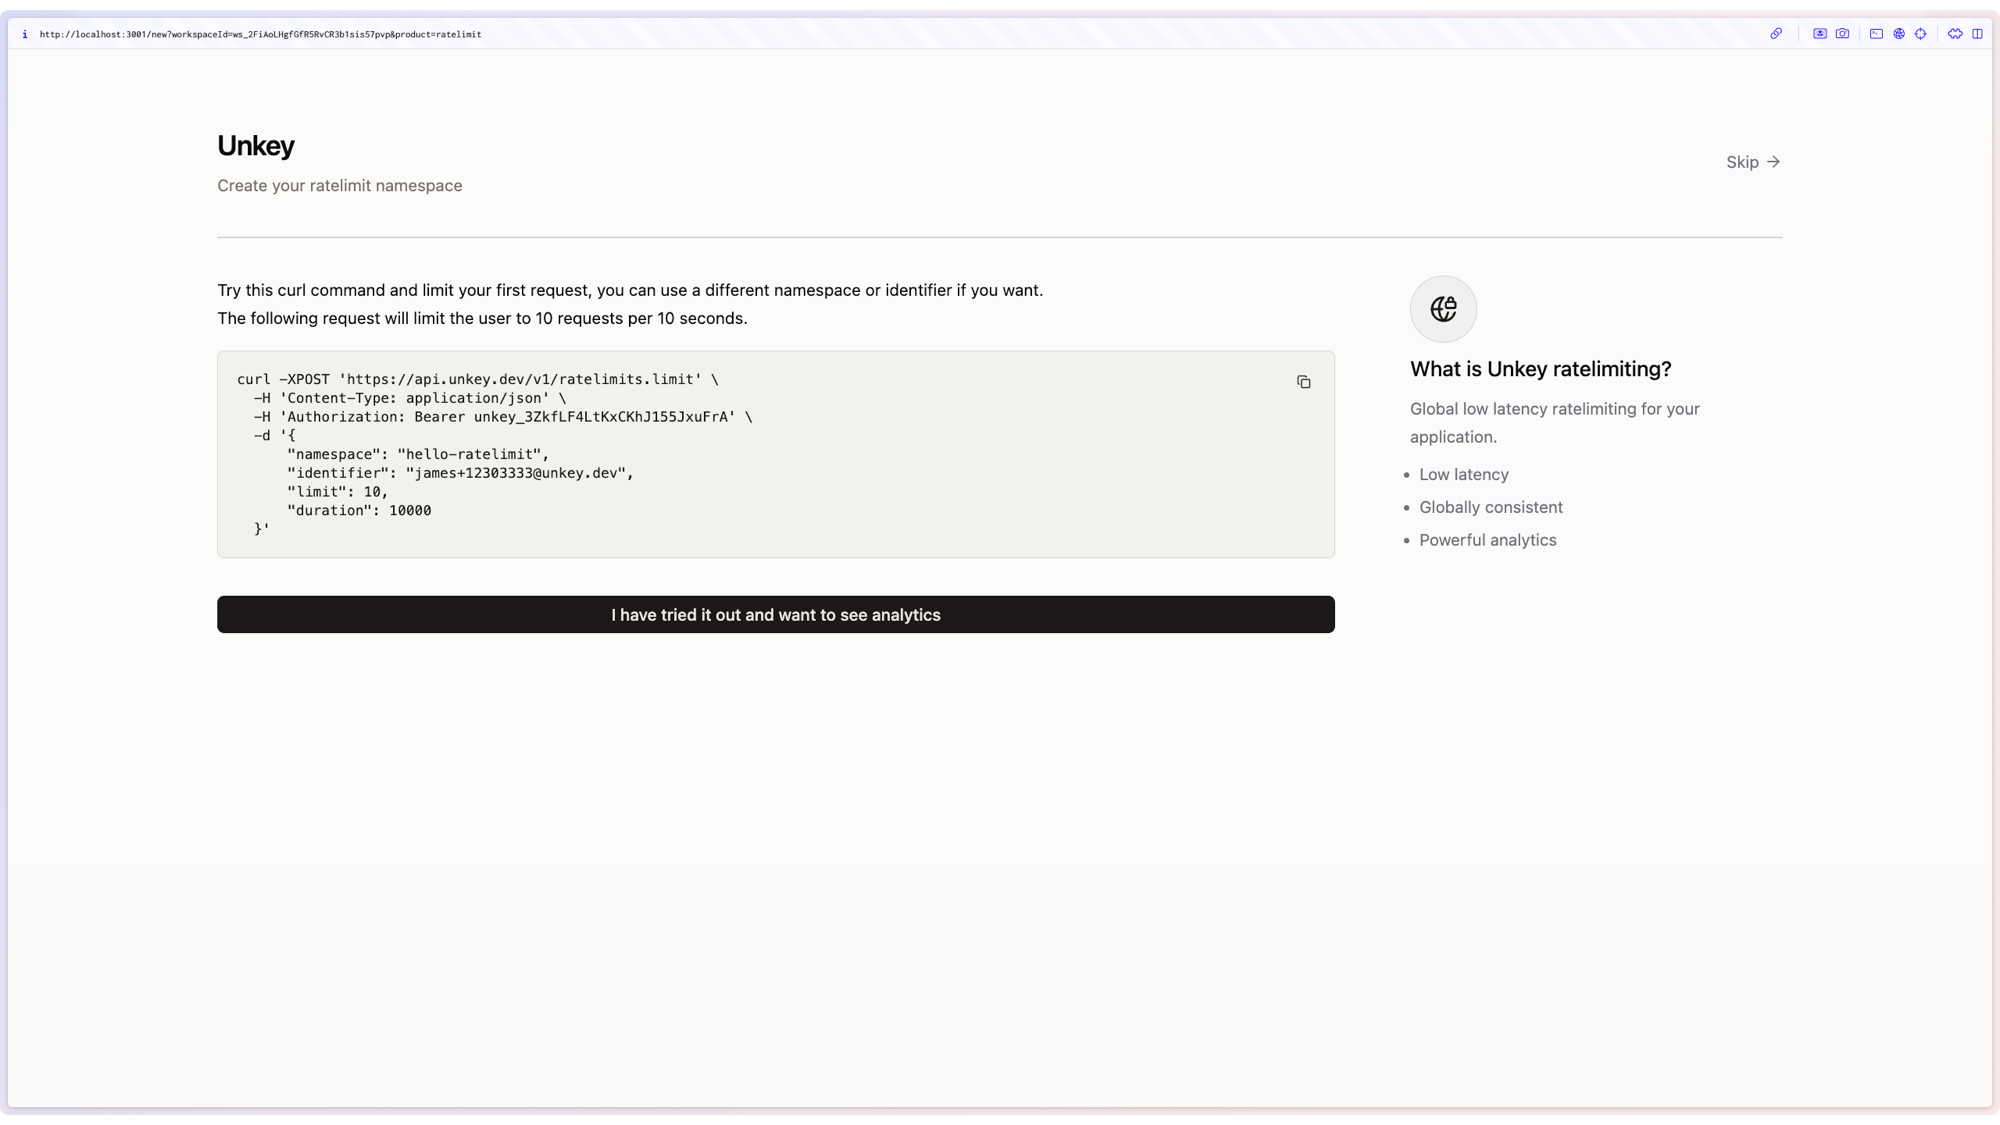 i http://localhost:3001/new?workspaceId=ws_2FiAoLHgfGfR5RvCR3b1sis57pvp&product=ratelimit
Unkey
Create your ratelimit namespace
Skip →
Try this curl command and limit your first request, you can use a different namespace or identifier if you want.
The following request will limit the user to 10 requests per 10 seconds.
curl -XPOST 'https://api.unkey.dev/v1/ratelimits.limit' \
  -H 'Content-Type: application/json' \
  -H 'Authorization: Bearer unkey_3ZkfLF4LtKxCKhJ155JxuFrA' \
  -d '{
      "namespace": "hello-ratelimit",
      "identifier": "james+12303333@unkey.dev",
      "limit": 10,
      "duration": 10000
  }'
I have tried it out and want to see analytics
What is Unkey ratelimiting?
Global low latency ratelimiting for your
application.
• Low latency
• Globally consistent
• Powerful analytics